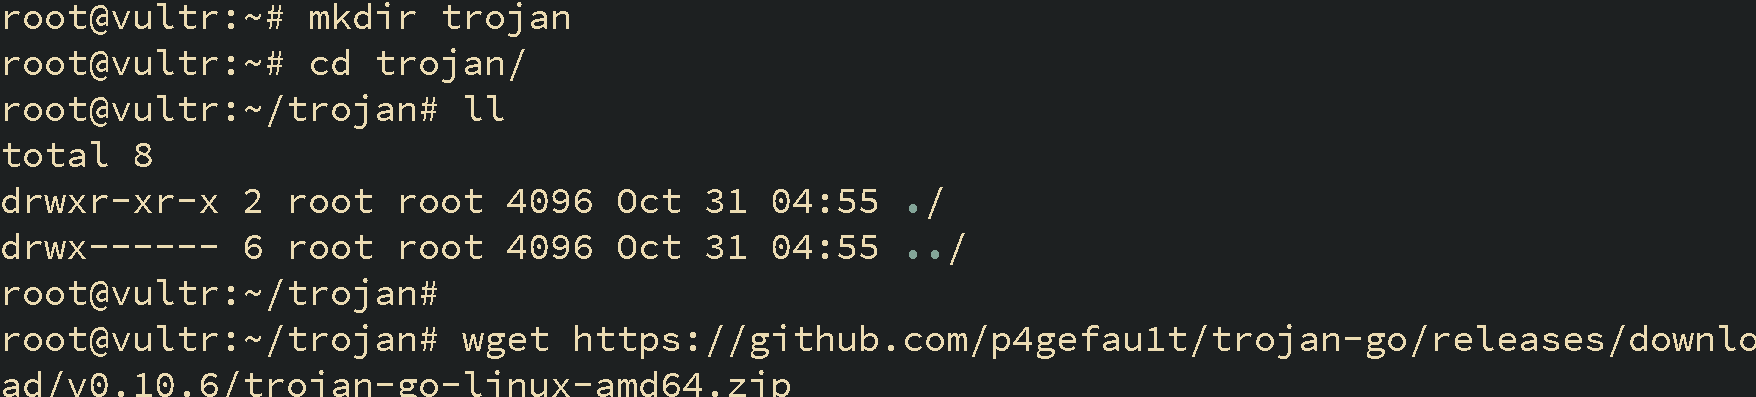 root@vultr:~# mkdir trojan
root@vultr:~# cd trojan/
root@vultr:~/trojan# ll
total 8
drwxr-xr-x 2 root root 4096 Oct 31 04:55 ./
drwx------ 6 root root 4096 Oct 31 04:55 ../
root@vultr:~/trojan#
root@vultr:~/trojan# wget https://github.com/p4gefau1t/trojan-go/releases/downlo
ad/v0.10.6/trojan-go-linux-amd64.zip